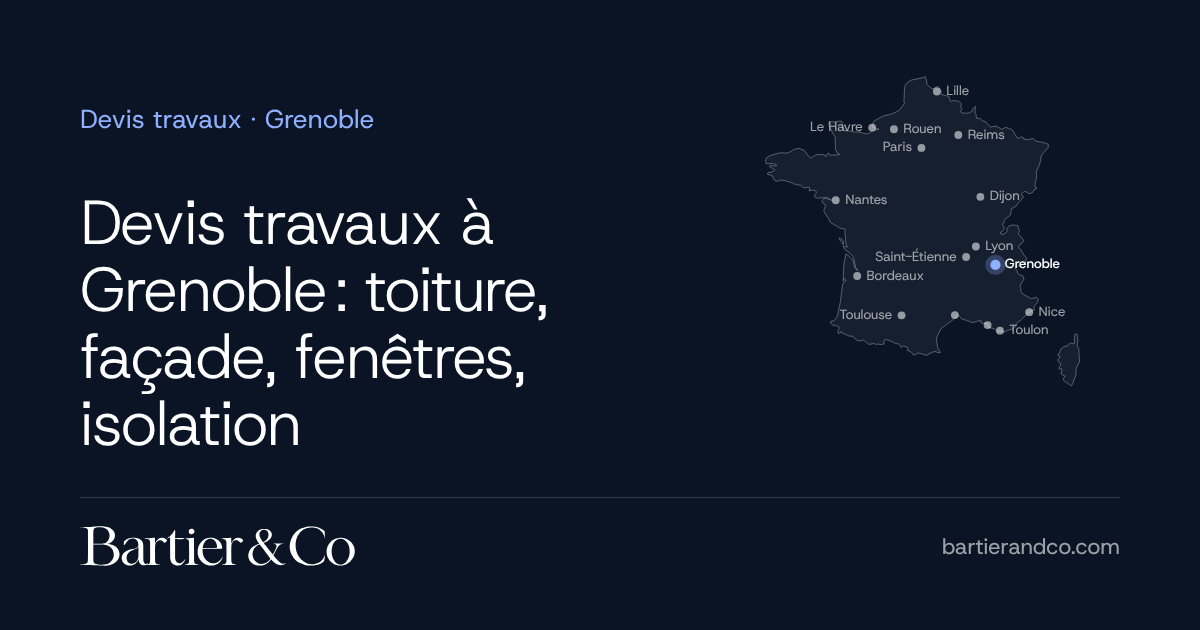 Devis travaux · Grenoble
Devis travaux à
Grenoble : toiture,
façade, fenêtres,
isolation
Lille
Le Havre
Rouen
Reims
Paris
Nantes
Dijon
Lyon
Saint-Étienne
Grenoble
Bordeaux
Toulouse
Nice
Toulon
Bartier & Co
bartierandco.com